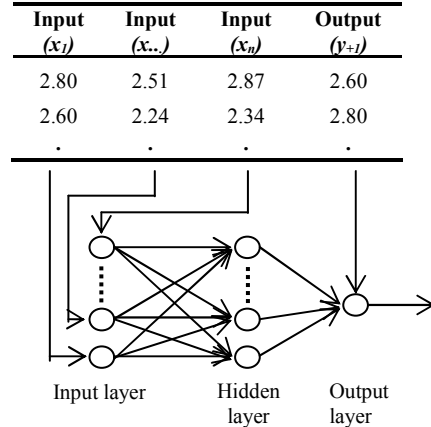 Input Input Input Output
(x1) (x...) (xn) (y+1)
2.80 2.51 2.87 2.60
2.60 2.24 2.34 2.80
. . . .
Input layer Hidden layer Output layer